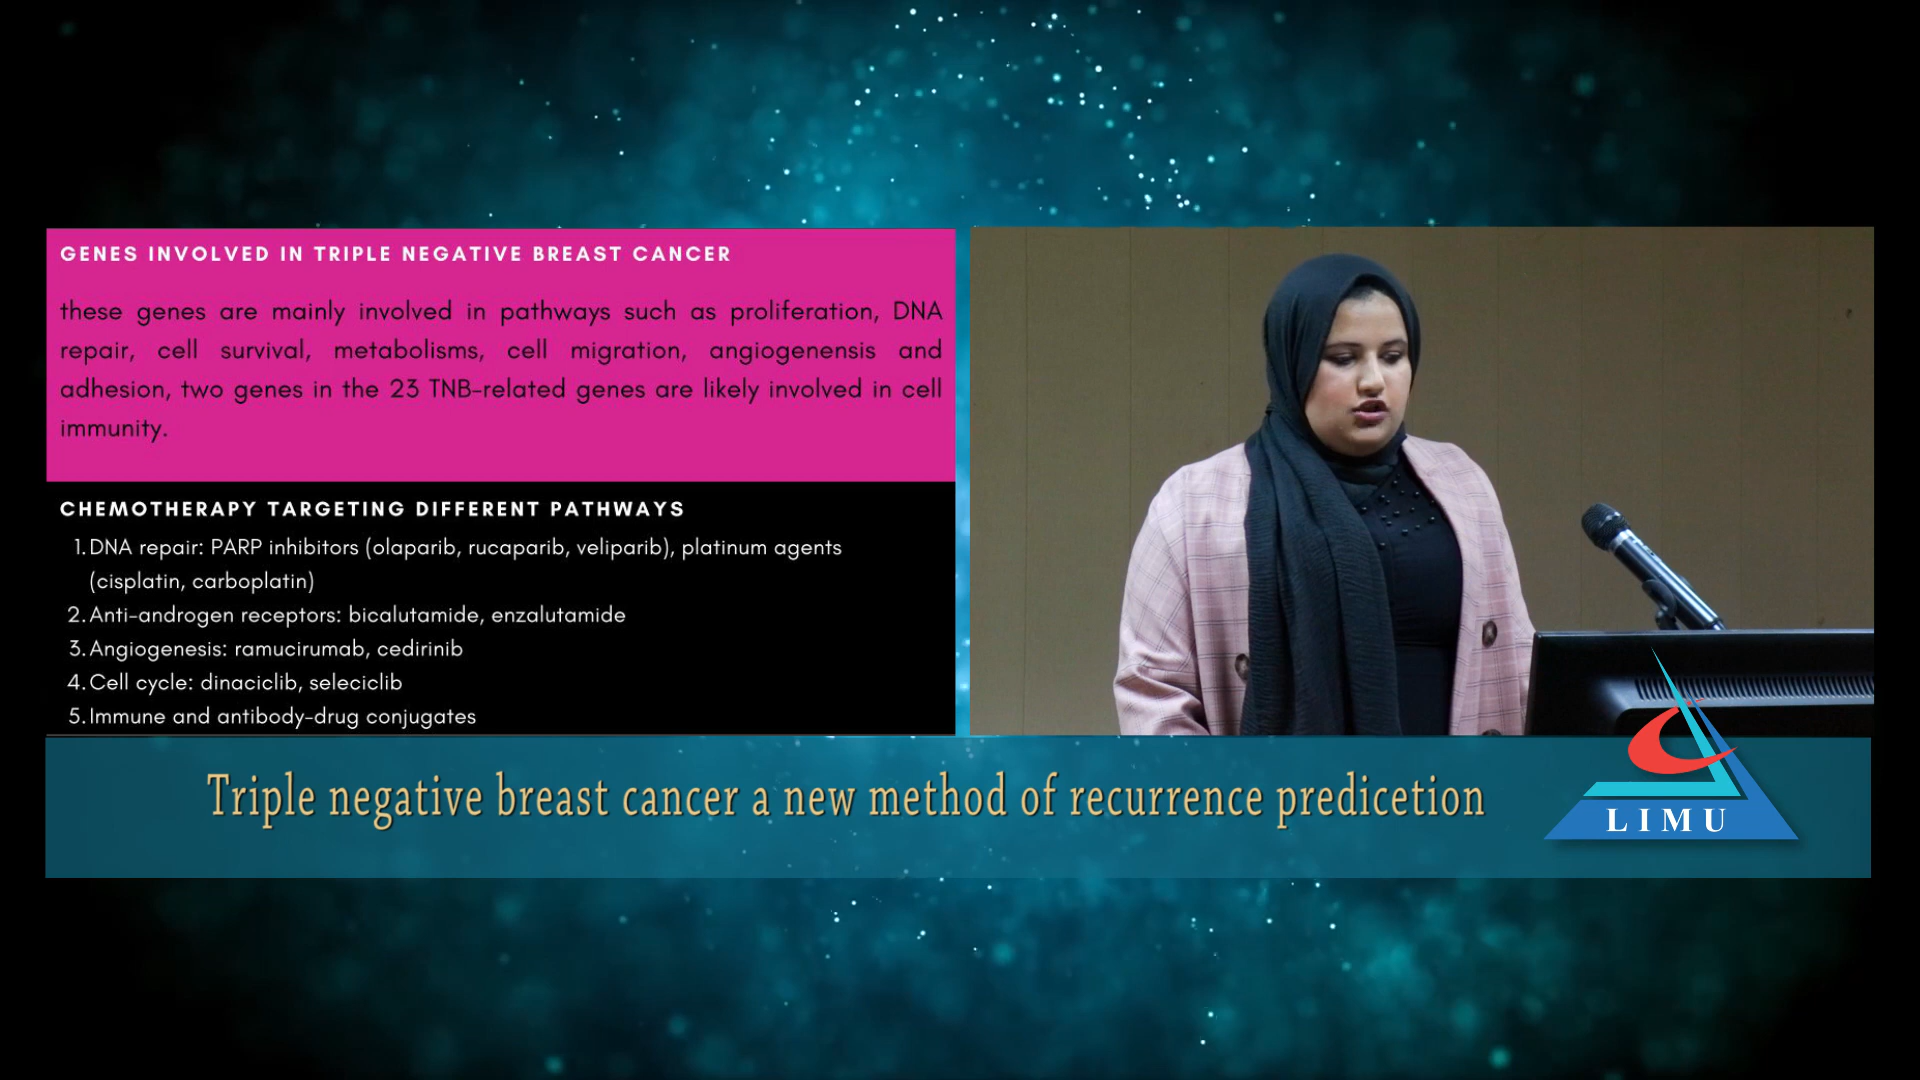 GENES INVOLVED IN TRIPLE NEGATIVE BREAST CANCER
these genes are mainly involved in pathways such as proliferation, DNA
repair, cell survival, metabolisms, cell migration, angiogenensis and
adhesion, two genes in the 23 TNB-related genes are likely involved in cell
immunity.
CHEMOTHERAPY TARGETING DIFFERENT PATHWAYS
1. DNA repair: PARP inhibitors (olaparib, rucaparib, veliparib), platinum agents
(cisplatin, carboplatin)
2. Anti-androgen receptors: bicalutamide, enzalutamide
3. Angiogenesis: ramucirumab, cedirinib
4. Cell cycle: dinaciclib, seleciclib
5. Immune and antibody-drug conjugates
Triple negative breast cancer a new method of recurrence predicetion
LIMU